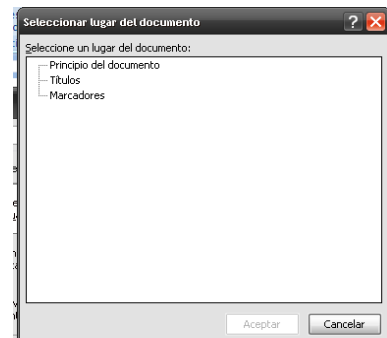 Seleccionar lugar del documento
Seleccione un lugar del documento:
Principio del documento
Títulos
Marcadores
Aceptar
Cancelar